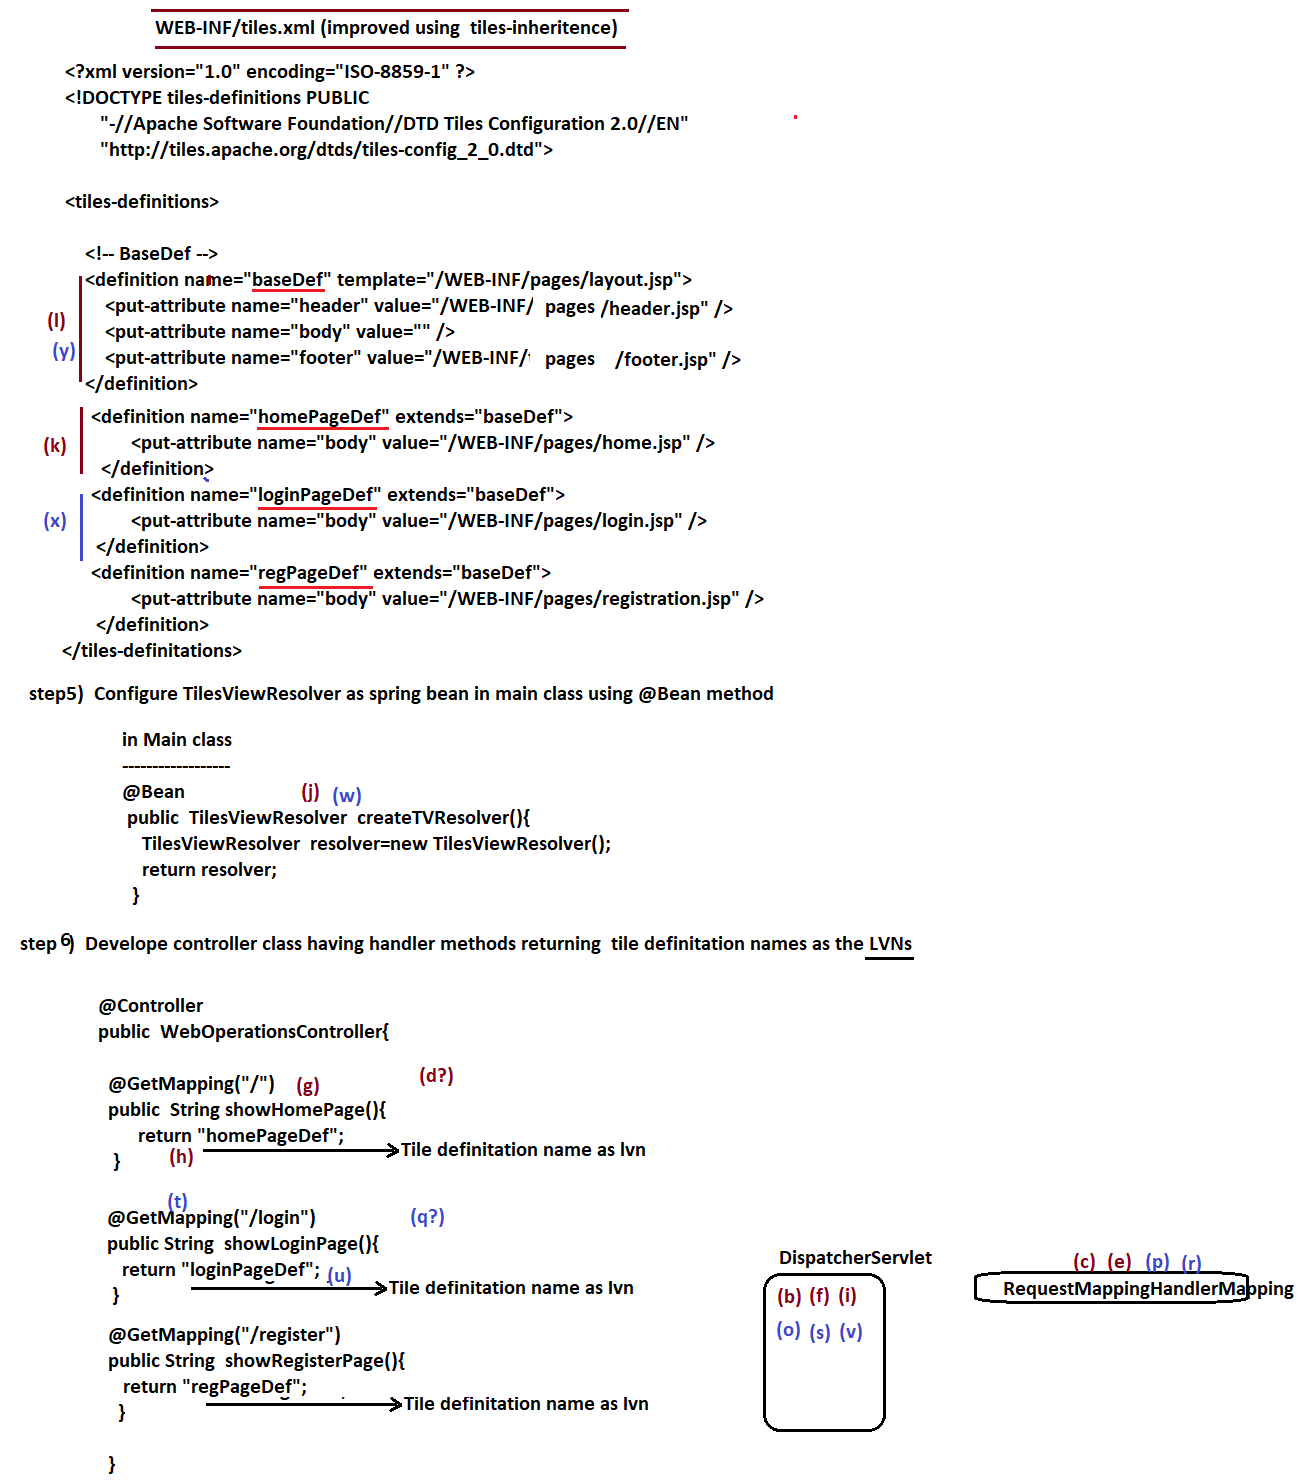 WEB-INF/tiles.xml (improved using  tiles-inheritence)
<?xml version="1.0" encoding="ISO-8859-1" ?>
<!DOCTYPE tiles-definitions PUBLIC
"-//Apache Software Foundation//DTD Tiles Configuration 2.0//EN"
"http://tiles.apache.org/dtds/tiles-config_2_0.dtd">
<tiles-definitions>
<!-- BaseDef -->
<definition name="baseDef" template="/WEB-INF/pages/layout.jsp">
(l) <put-attribute name="header" value="/WEB-INF/ pages /header.jsp" />
<put-attribute name="body" value="" />
(y) <put-attribute name="footer" value="/WEB-INF/ pages /footer.jsp" />
</definition>
<definition name="homePageDef" extends="baseDef">
(k) <put-attribute name="body" value="/WEB-INF/pages/home.jsp" />
</definition>
<definition name="loginPageDef" extends="baseDef">
(x) <put-attribute name="body" value="/WEB-INF/pages/login.jsp" />
</definition>
<definition name="regPageDef" extends="baseDef">
<put-attribute name="body" value="/WEB-INF/pages/registration.jsp" />
</definition>
</tiles-definitations>
step5)  Configure TilesViewResolver as spring bean in main class using @Bean method
in Main class
------------------
@Bean (j) (w)
public  TilesViewResolver  createTVResolver(){
TilesViewResolver  resolver=new TilesViewResolver();
return resolver;
}
step 6)  Develope controller class having handler methods returning  tile definitation names as the LVNs
@Controller
public  WebOperationsController{
(d?)
@GetMapping("/") (g)
public  String showHomePage(){
return "homePageDef";
Tile definitation name as lvn
} (h)
(t)
@GetMapping("/login") (q?)
public String  showLoginPage(){
return "loginPageDef"; (u)
Tile definitation name as lvn
}
DispatcherServlet
(b) (f) (i)
(o) (s) (v)
(c) (e) (p) (r)
RequestMappingHandlerMapping
@GetMapping("/register")
public String  showRegisterPage(){
return "regPageDef";
Tile definitation name as lvn
}
}